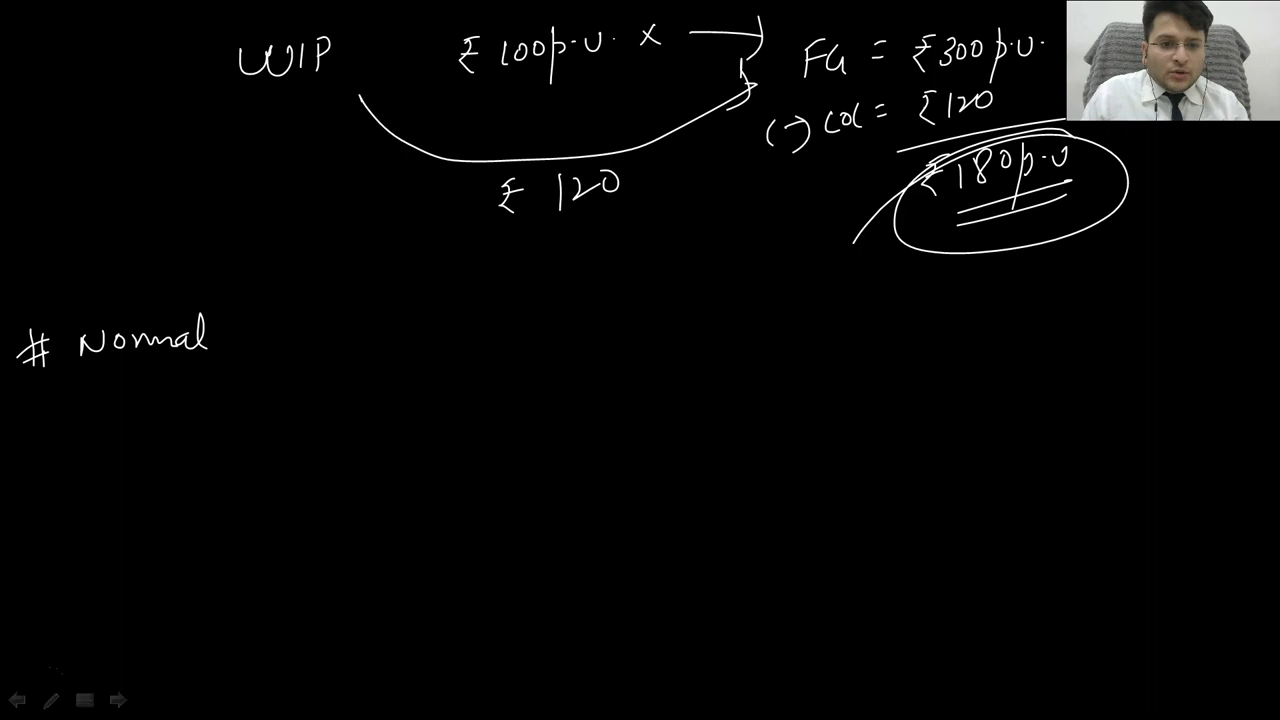 WIP ₹ 100 p.u. × → FG = ₹300 p.u.
(-) COC = ₹120
₹ 120
₹180 p.u
# Normal